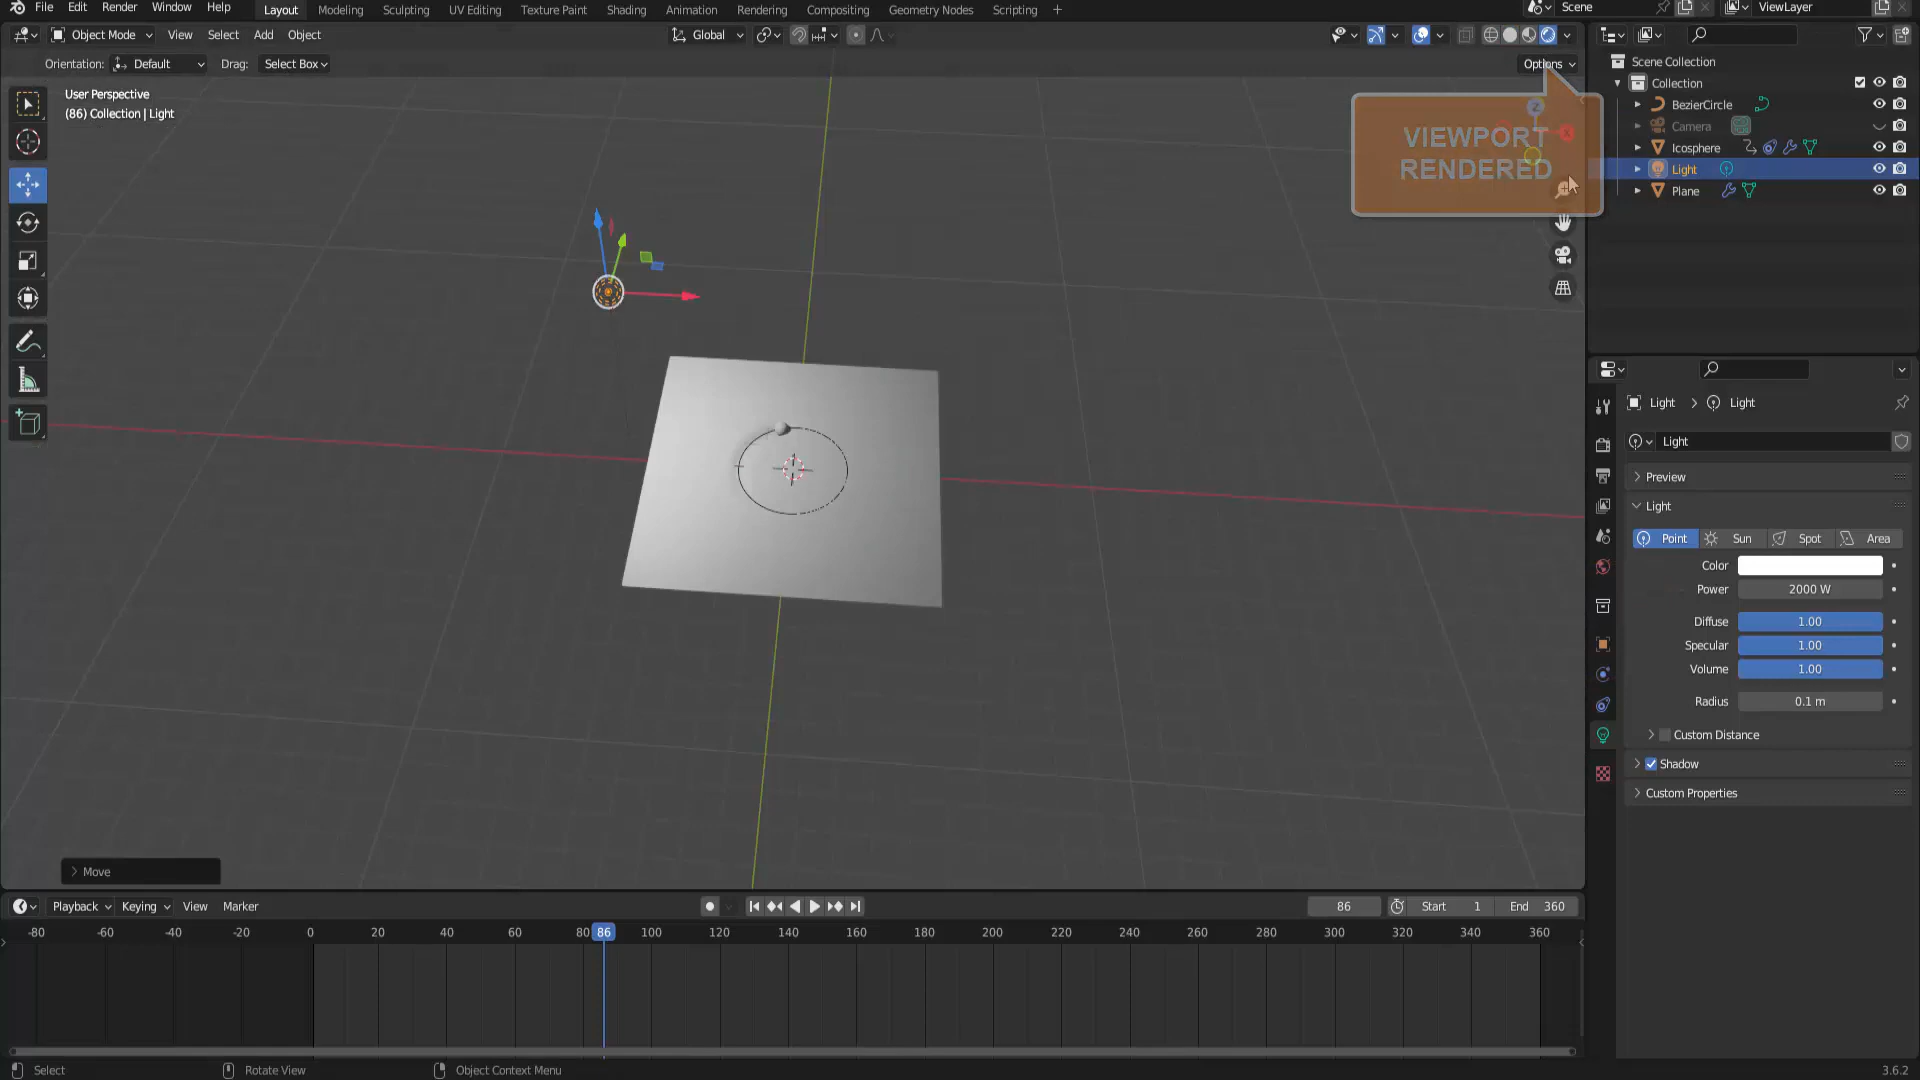 File Edit Render Window Help Layout Modeling Sculpting UV Editing Texture Paint Shading Animation Rendering Compositing Geometry Nodes Scripting + Scene ViewLayer
Object Mode View Select Add Object Global
Orientation: Default Drag: Select Box Options
User Perspective
(86) Collection | Light
VIEWPORT
RENDERED
Z
X
Scene Collection
Collection
BezierCircle
Camera
Icosphere
Light
Plane
Light > Light
Light
Preview
Light
Point Sun Spot Area
Color
Power 2000 W
Diffuse 1.00
Specular 1.00
Volume 1.00
Radius 0.1 m
Custom Distance
Shadow
Custom Properties
> Move
Playback Keying View Marker 86 Start 1 End 360
-80 -60 -40 -20 0 20 40 60 80 86 100 120 140 160 180 200 220 240 260 280 300 320 340 360
Select Rotate View Object Context Menu 3.6.2